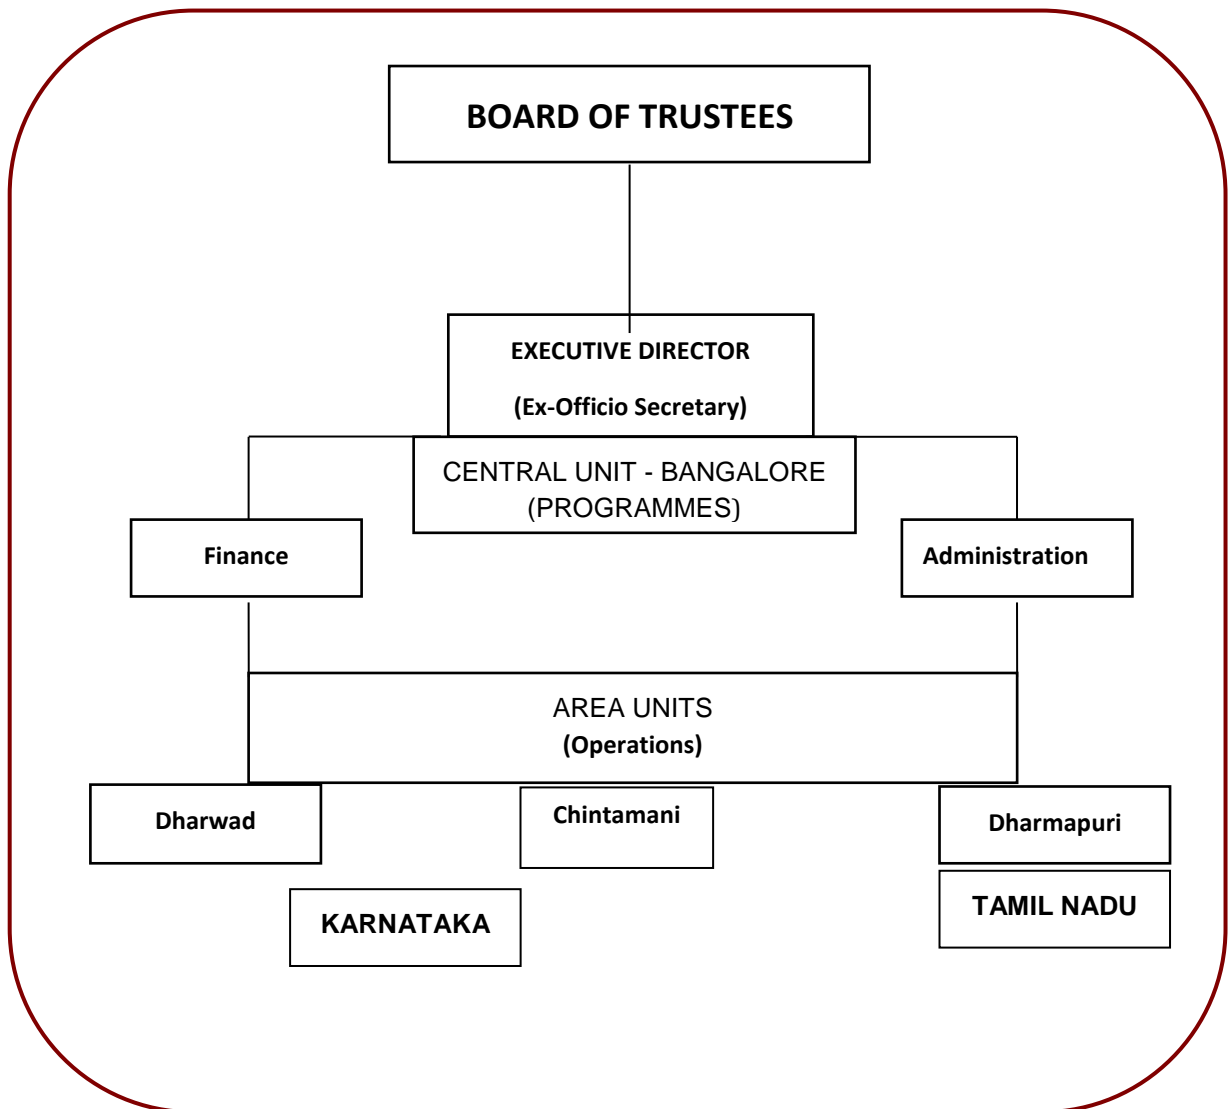 BOARD OF TRUSTEES
EXECUTIVE DIRECTOR
(Ex-Officio Secretary)
CENTRAL UNIT - BANGALORE
(PROGRAMMES)
Finance
Administration
AREA UNITS
(Operations)
Dharwad
Chintamani
Dharmapuri
KARNATAKA
TAMIL NADU